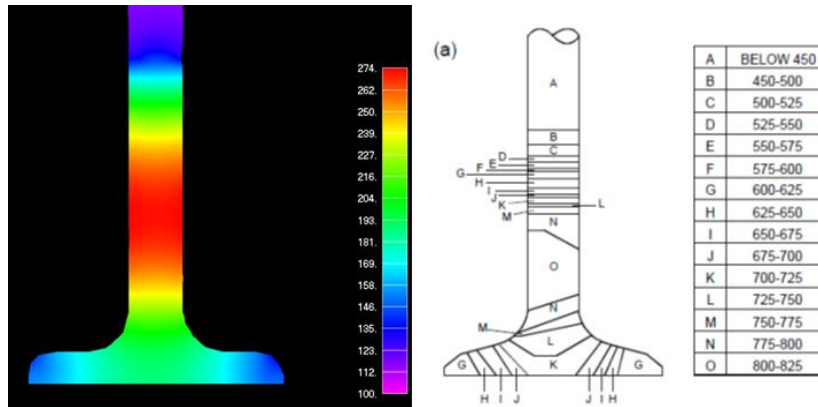 274.
262.
250.
239.
227.
216.
204.
193.
181.
170.
158.
146.
135.
123.
112.
100.
(a)
A
B
C
D
E
F
G
H
I
J
K
L
M
N
O
N
M
L
G
K
G
H I J
J I H
A BELOW 450
B 450-500
C 500-525
D 525-550
E 550-575
F 575-600
G 600-625
H 625-650
I 650-675
J 675-700
K 700-725
L 725-750
M 750-775
N 775-800
O 800-825